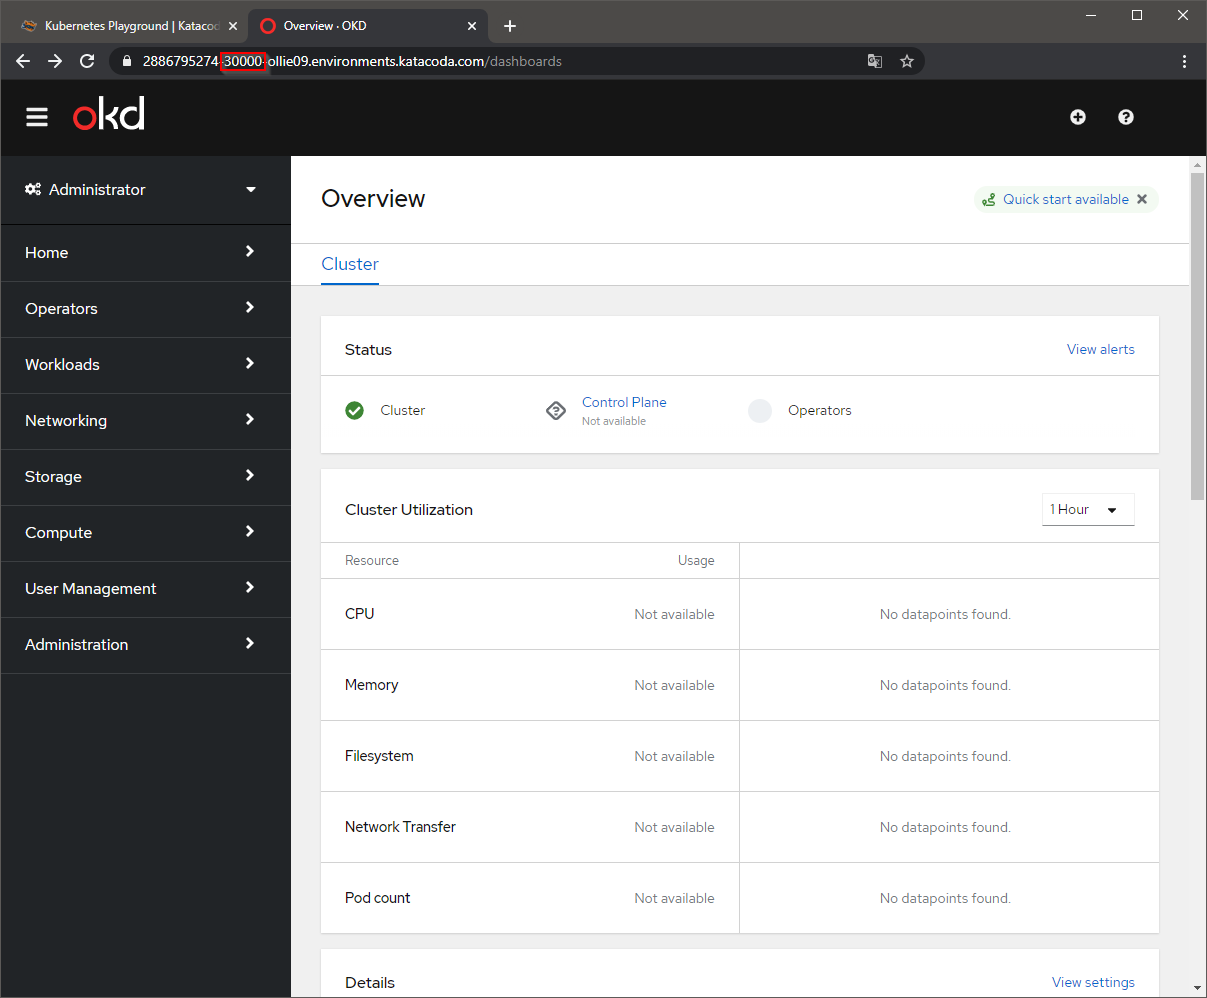 Kubernetes Playground | Katacod
Overview · OKD
2886795274-30000-ollie09.environments.katacoda.com/dashboards
okd
Administrator
Overview
Quick start available
Home
Cluster
Operators
Status
View alerts
Workloads
Cluster
Control Plane
Not available
Operators
Networking
Storage
Cluster Utilization
1 Hour
Compute
Resource
Usage
User Management
CPU
Not available
No datapoints found.
Administration
Memory
Not available
No datapoints found.
Filesystem
Not available
No datapoints found.
Network Transfer
Not available
No datapoints found.
Pod count
Not available
No datapoints found.
Details
View settings